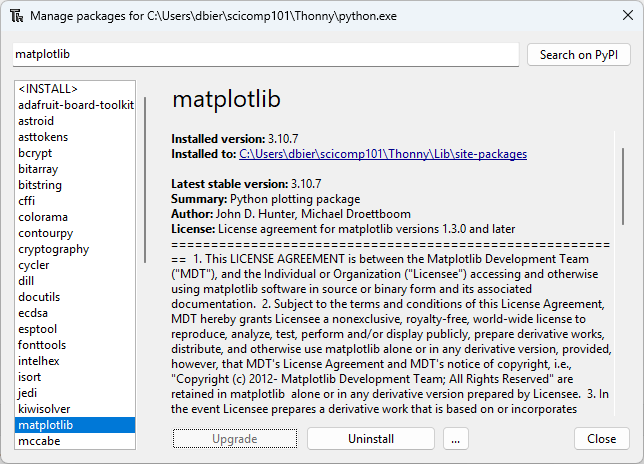 Manage packages for C:\Users\dbier\scicomp101\Thonny\python.exe
matplotlib
Search on PyPI
<INSTALL>
adafruit-board-toolkit
astroid
asttokens
bcrypt
bitarray
bitstring
cffi
colorama
contourpy
cryptography
cycler
dill
docutils
ecdsa
esptool
fonttools
intelhex
isort
jedi
kiwisolver
matplotlib
mccabe
matplotlib
Installed version: 3.10.7
Installed to: C:\Users\dbier\scicomp101\Thonny\Lib\site-packages
Latest stable version: 3.10.7
Summary: Python plotting package
Author: John D. Hunter, Michael Droettboom
License: License agreement for matplotlib versions 1.3.0 and later
=======================================================
==  1. This LICENSE AGREEMENT is between the Matplotlib Development Team
("MDT"), and the Individual or Organization ("Licensee") accessing and otherwise
using matplotlib software in source or binary form and its associated
documentation.  2. Subject to the terms and conditions of this License Agreement,
MDT hereby grants Licensee a nonexclusive, royalty-free, world-wide license to
reproduce, analyze, test, perform and/or display publicly, prepare derivative works,
distribute, and otherwise use matplotlib alone or in any derivative version, provided,
however, that MDT's License Agreement and MDT's notice of copyright, i.e.,
"Copyright (c) 2012- Matplotlib Development Team; All Rights Reserved" are
retained in matplotlib  alone or in any derivative version prepared by Licensee.  3. In
the event Licensee prepares a derivative work that is based on or incorporates
Upgrade
Uninstall
...
Close